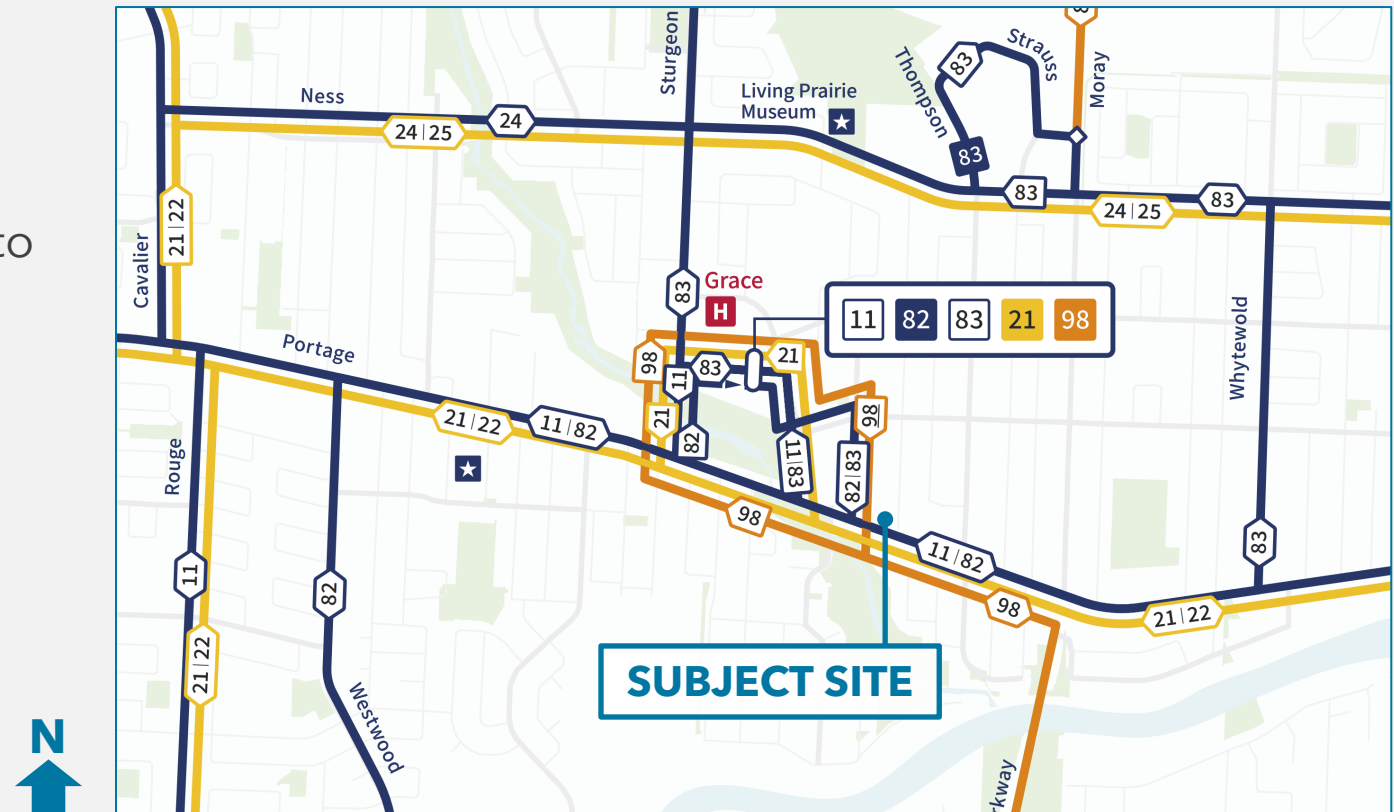 Sturgeon
8
Strauss
Thompson
83
Moray
Ness
24|25
24
Living Prairie
Museum
83
83
24|25
83
21|22
to
Cavalier
83
Grace
H
11 82 83 21 98
Whytewold
Portage
98
11
83
21
21
82
98
11|83
82|83
21|22
11|82
Rouge
98
11|82
83
11
82
98
21|22
21|22
SUBJECT SITE
Westwood
N
rkway